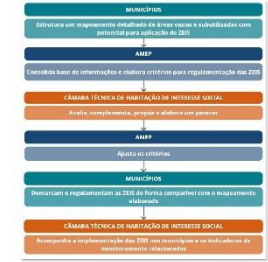 MUNICÍPIOS
Estrutura um mapeamento detalhado de áreas vazias e subutilizadas com
potencial para aplicação de ZEIS
AMEP
Consolida base de informações e elabora critérios para regulamentação das ZEIS
CÂMARA TÉCNICA DE HABITAÇÃO DE INTERESSE SOCIAL
Avalia, complementa, propõe e elabora um parecer
AMEP
Ajusta os critérios
MUNICÍPIOS
Demarcam e regulamentam as ZEIS de forma compatível com o mapeamento
elaborado
CÂMARA TÉCNICA DE HABITAÇÃO DE INTERESSE SOCIAL
Acompanha a implementação das ZEIS nos municípios e os indicadores de
monitoramento relacionados